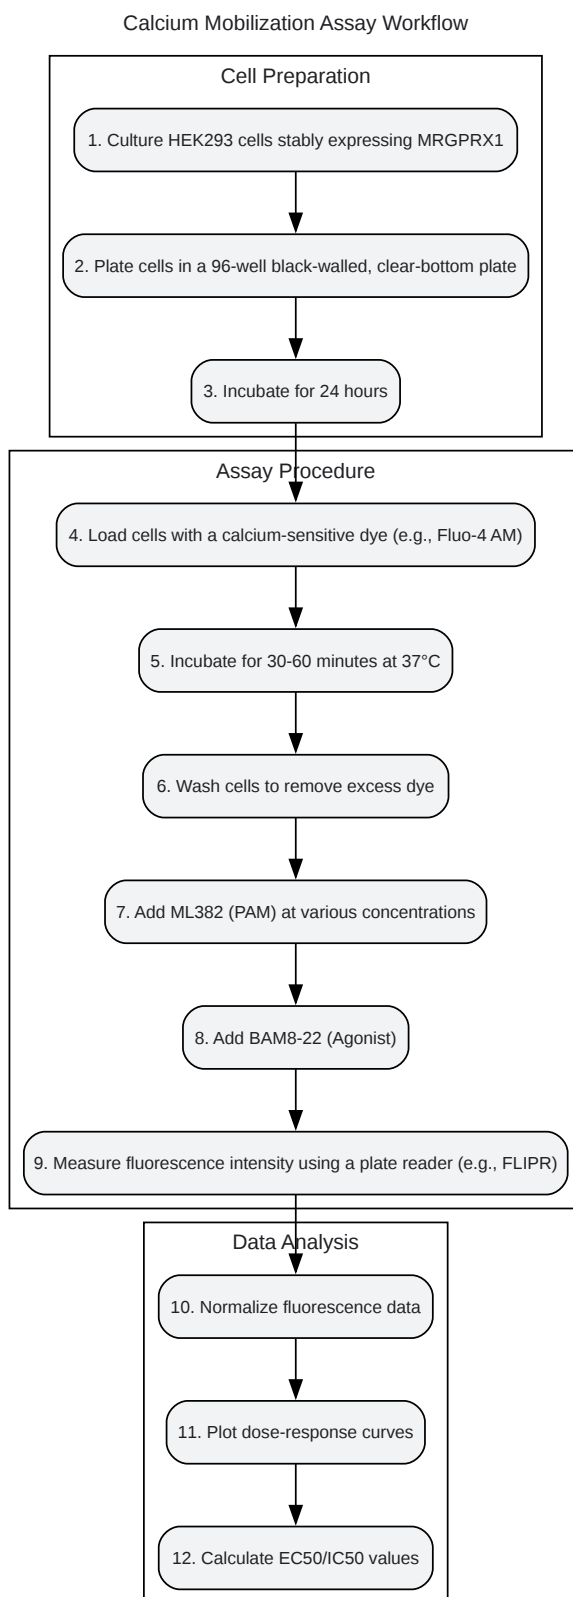 Calcium Mobilization Assay Workflow
Cell Preparation
1. Culture HEK293 cells stably expressing MRGPRX1
2. Plate cells in a 96-well black-walled, clear-bottom plate
3. Incubate for 24 hours
Assay Procedure
4. Load cells with a calcium-sensitive dye (e.g., Fluo-4 AM)
5. Incubate for 30-60 minutes at 37°C
6. Wash cells to remove excess dye
7. Add ML382 (PAM) at various concentrations
8. Add BAM8-22 (Agonist)
9. Measure fluorescence intensity using a plate reader (e.g., FLIPR)
Data Analysis
10. Normalize fluorescence data
11. Plot dose-response curves
12. Calculate EC50/IC50 values